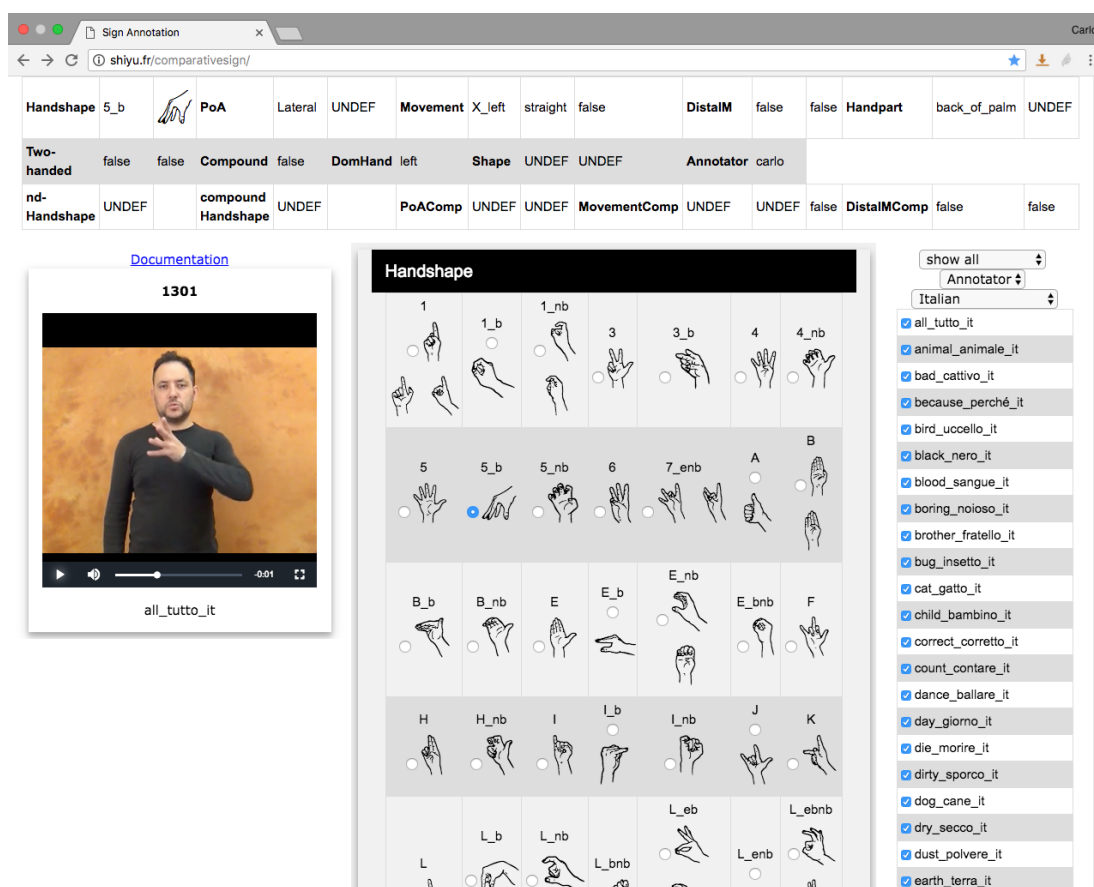 Sign Annotation
Carlo
shiyu.fr/comparativesign/
Handshape 5_b PoA Lateral UNDEF Movement X_left straight false DistalM false false Handpart back_of_palm UNDEF
Two-handed false false Compound false DomHand left Shape UNDEF UNDEF Annotator carlo
nd-Handshape UNDEF compound Handshape UNDEF PoAComp UNDEF UNDEF MovementComp UNDEF UNDEF false DistalMComp false false
Documentation
1301
-0:01
all_tutto_it
Handshape
1 1_b 1_nb 3 3_b 4 4_nb
5 5_b 5_nb 6 7_enb A B
B_b B_nb E E_b E_nb E_bnb F
H H_nb I I_b I_nb J K
L L_b L_nb L_bnb L_eb L_enb L_ebnb
show all
Annotator
Italian
all_tutto_it
animal_animale_it
bad_cattivo_it
because_perché_it
bird_uccello_it
black_nero_it
blood_sangue_it
boring_noioso_it
brother_fratello_it
bug_insetto_it
cat_gatto_it
child_bambino_it
correct_corretto_it
count_contare_it
dance_ballare_it
day_giorno_it
die_morire_it
dirty_sporco_it
dog_cane_it
dry_secco_it
dust_polvere_it
earth_terra_it